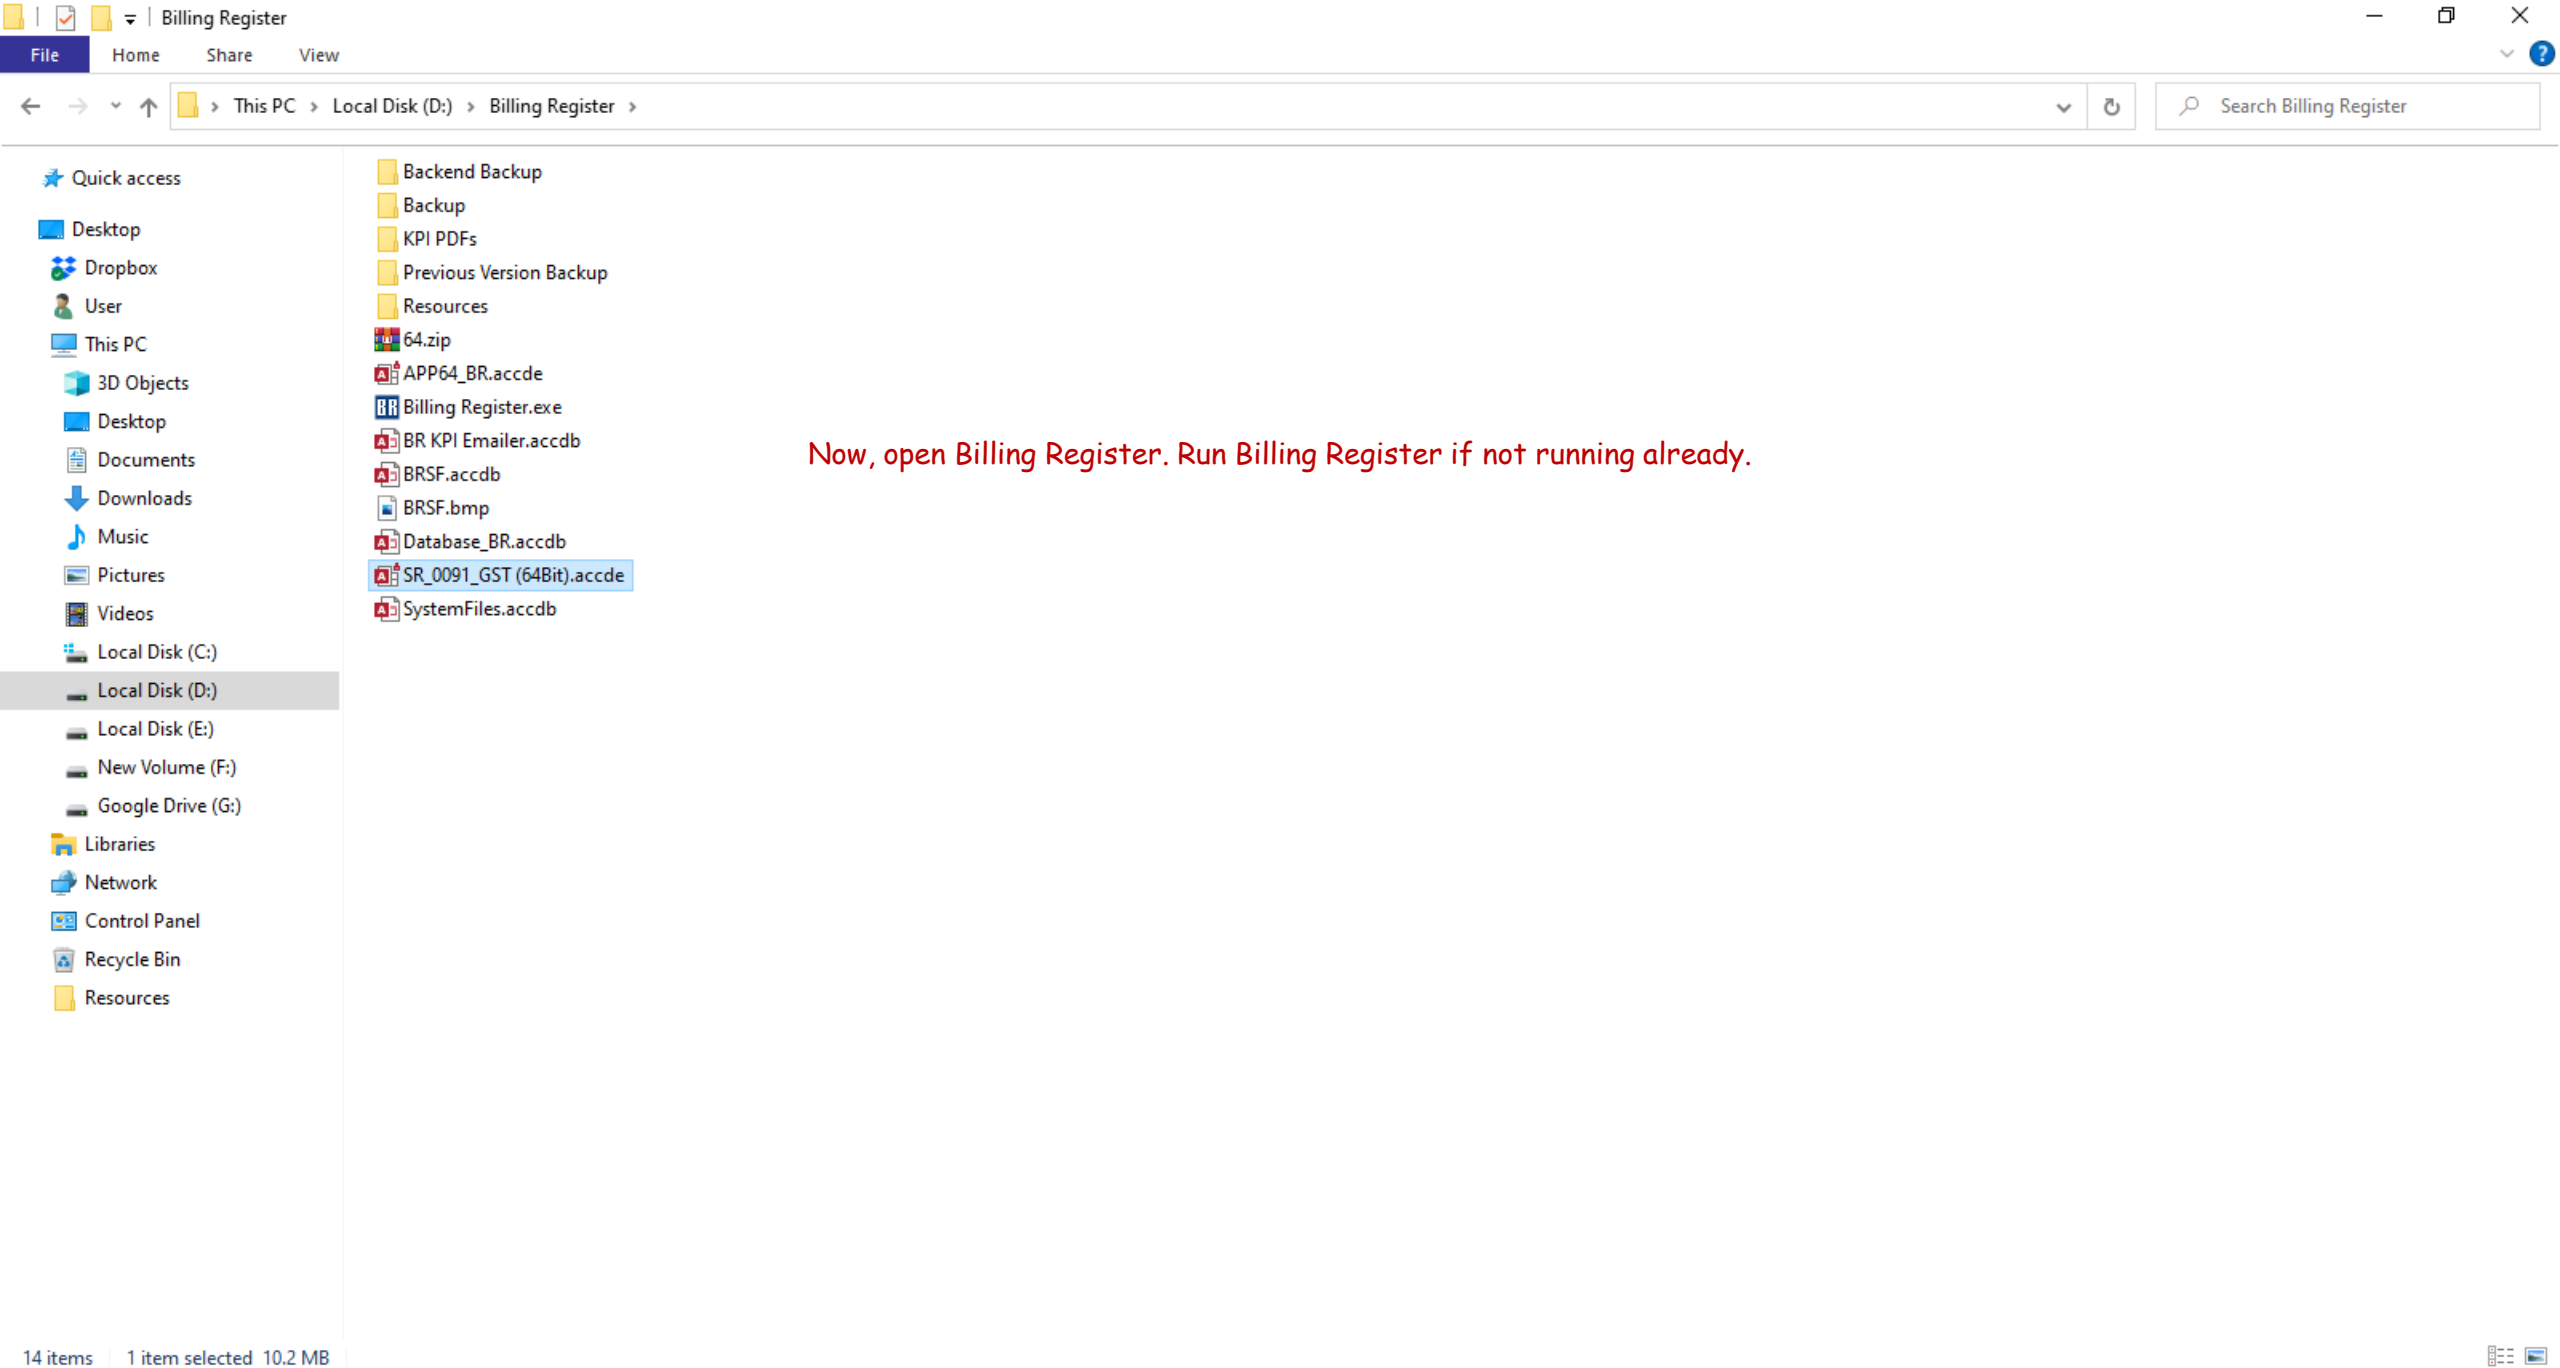 Billing Register
File Home Share View
This PC Local Disk (D:) Billing Register
Search Billing Register
Quick access
Desktop
Dropbox
User
This PC
3D Objects
Desktop
Documents
Downloads
Music
Pictures
Videos
Local Disk (C:)
Local Disk (D:)
Local Disk (E:)
New Volume (F:)
Google Drive (G:)
Libraries
Network
Control Panel
Recycle Bin
Resources
Backend Backup
Backup
KPI PDFs
Previous Version Backup
Resources
64.zip
APP64_BR.accde
BR Billing Register.exe
BR KPI Emailer.accdb
BRSF.accdb
BRSF.bmp
Database_BR.accdb
SR_0091_GST (64Bit).accde
SystemFiles.accdb
Now, open Billing Register. Run Billing Register if not running already.
14 items 1 item selected 10.2 MB